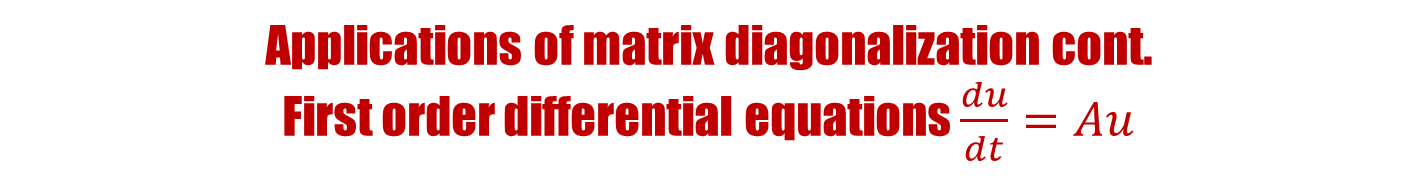 Applications of matrix diagonalization cont.
First order differential equations du/dt = Au